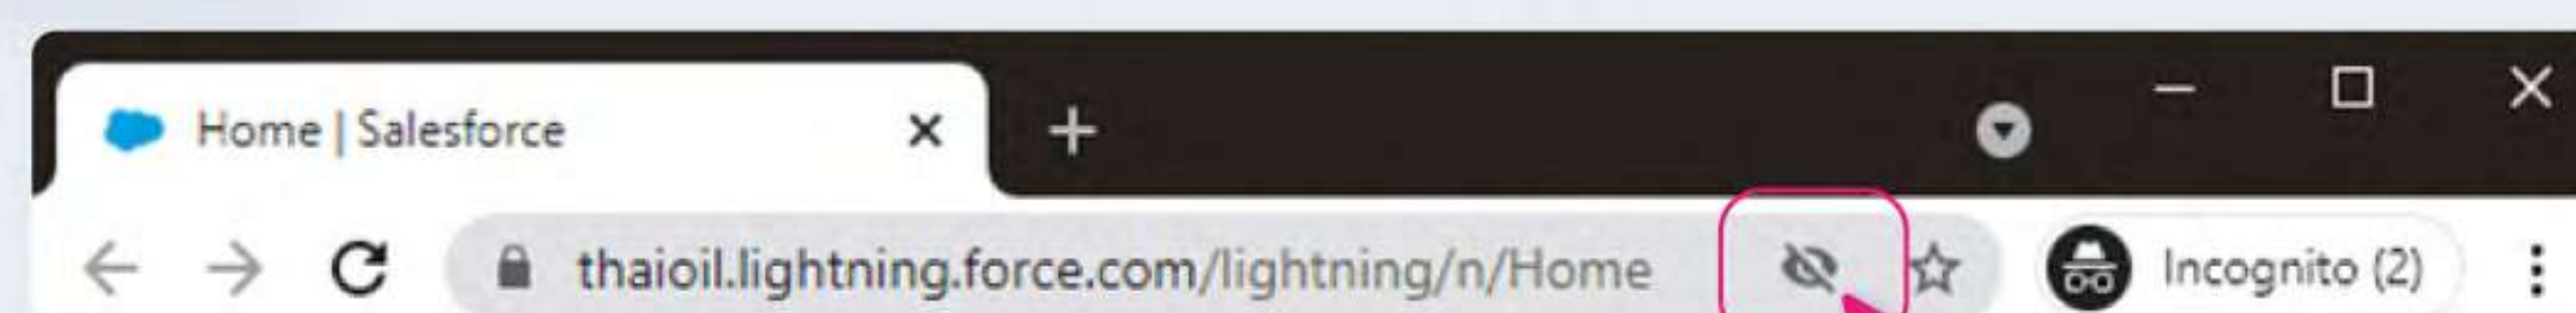 Home | Salesforce
thaioil.lightning.force.com/lightning/n/Home
Incognito (2)